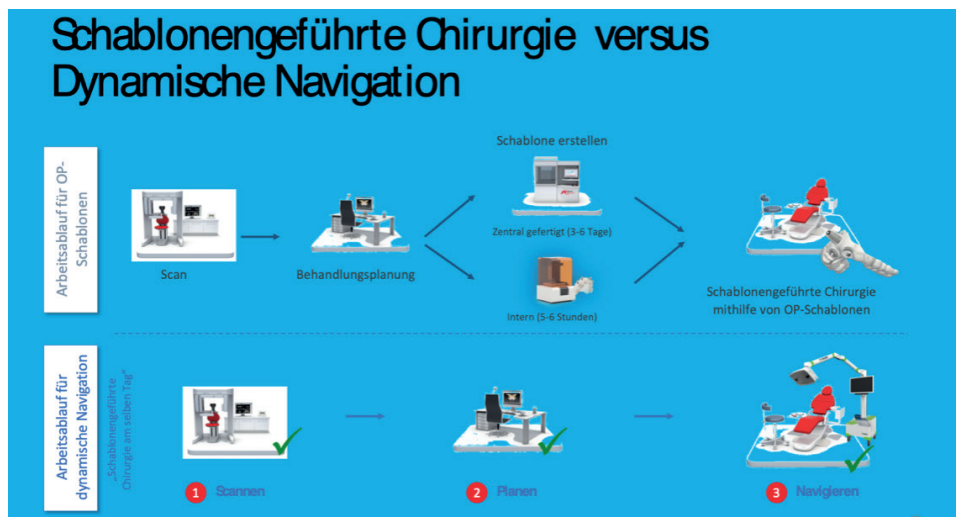 Schablonengeführte Chirurgie versus
Dynamische Navigation
Arbeitsablauf für OP-
Schablonen
Scan
Behandlungsplanung
Schablone erstellen
Zentral gefertigt (3-6 Tage)
Intern (5-6 Stunden)
Schablonengeführte Chirurgie
mithilfe von OP-Schablonen
Arbeitsablauf für
dynamische Navigation
„Schablonengeführte
Chirurgie am selben Tag“
1 Scannen
2 Planen
3 Navigieren